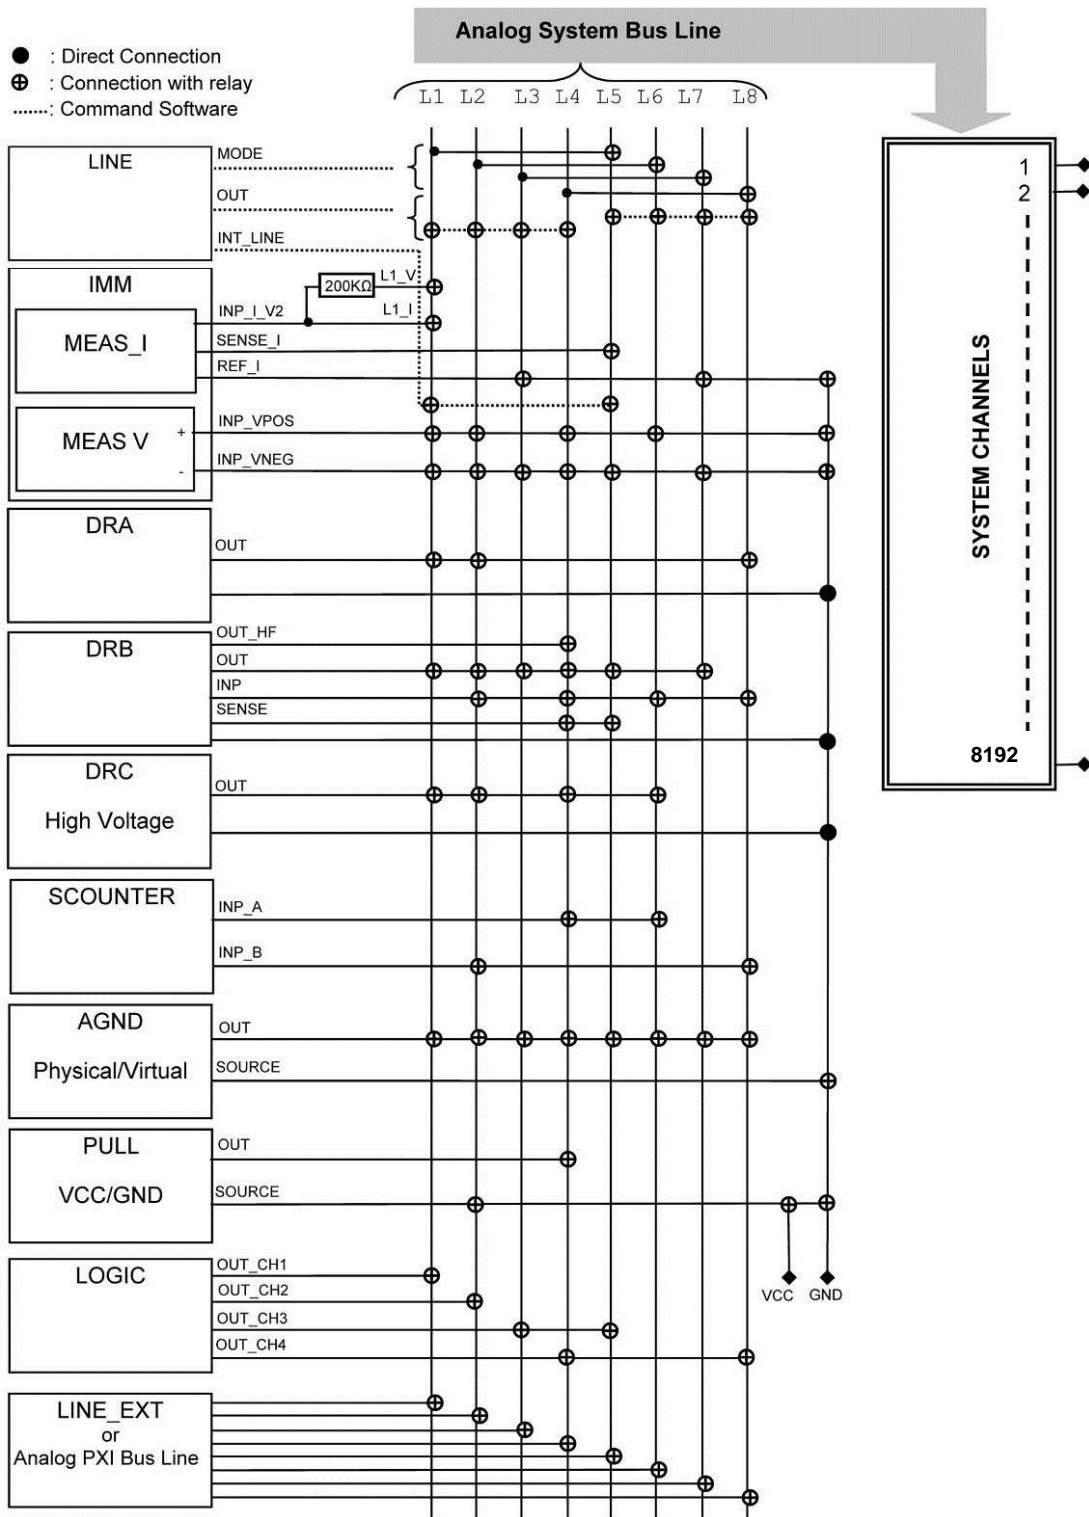 Analog System Bus Line
: Direct Connection
: Connection with relay
: Command Software
L1 L2 L3 L4 L5 L6 L7 L8
LINE
MODE
OUT
INT_LINE
1
2
SYSTEM CHANNELS
8192
IMM
200KΩ
L1_V
L1_I
MEAS_I
INP_I_V2
SENSE_I
REF_I
MEAS V
+
-
INP_VPOS
INP_VNEG
DRA
OUT
DRB
OUT_HF
OUT
INP
SENSE
DRC
High Voltage
OUT
SCOUNTER
INP_A
INP_B
AGND
Physical/Virtual
OUT
SOURCE
PULL
VCC/GND
OUT
SOURCE
VCC GND
LOGIC
OUT_CH1
OUT_CH2
OUT_CH3
OUT_CH4
LINE_EXT
or
Analog PXI Bus Line